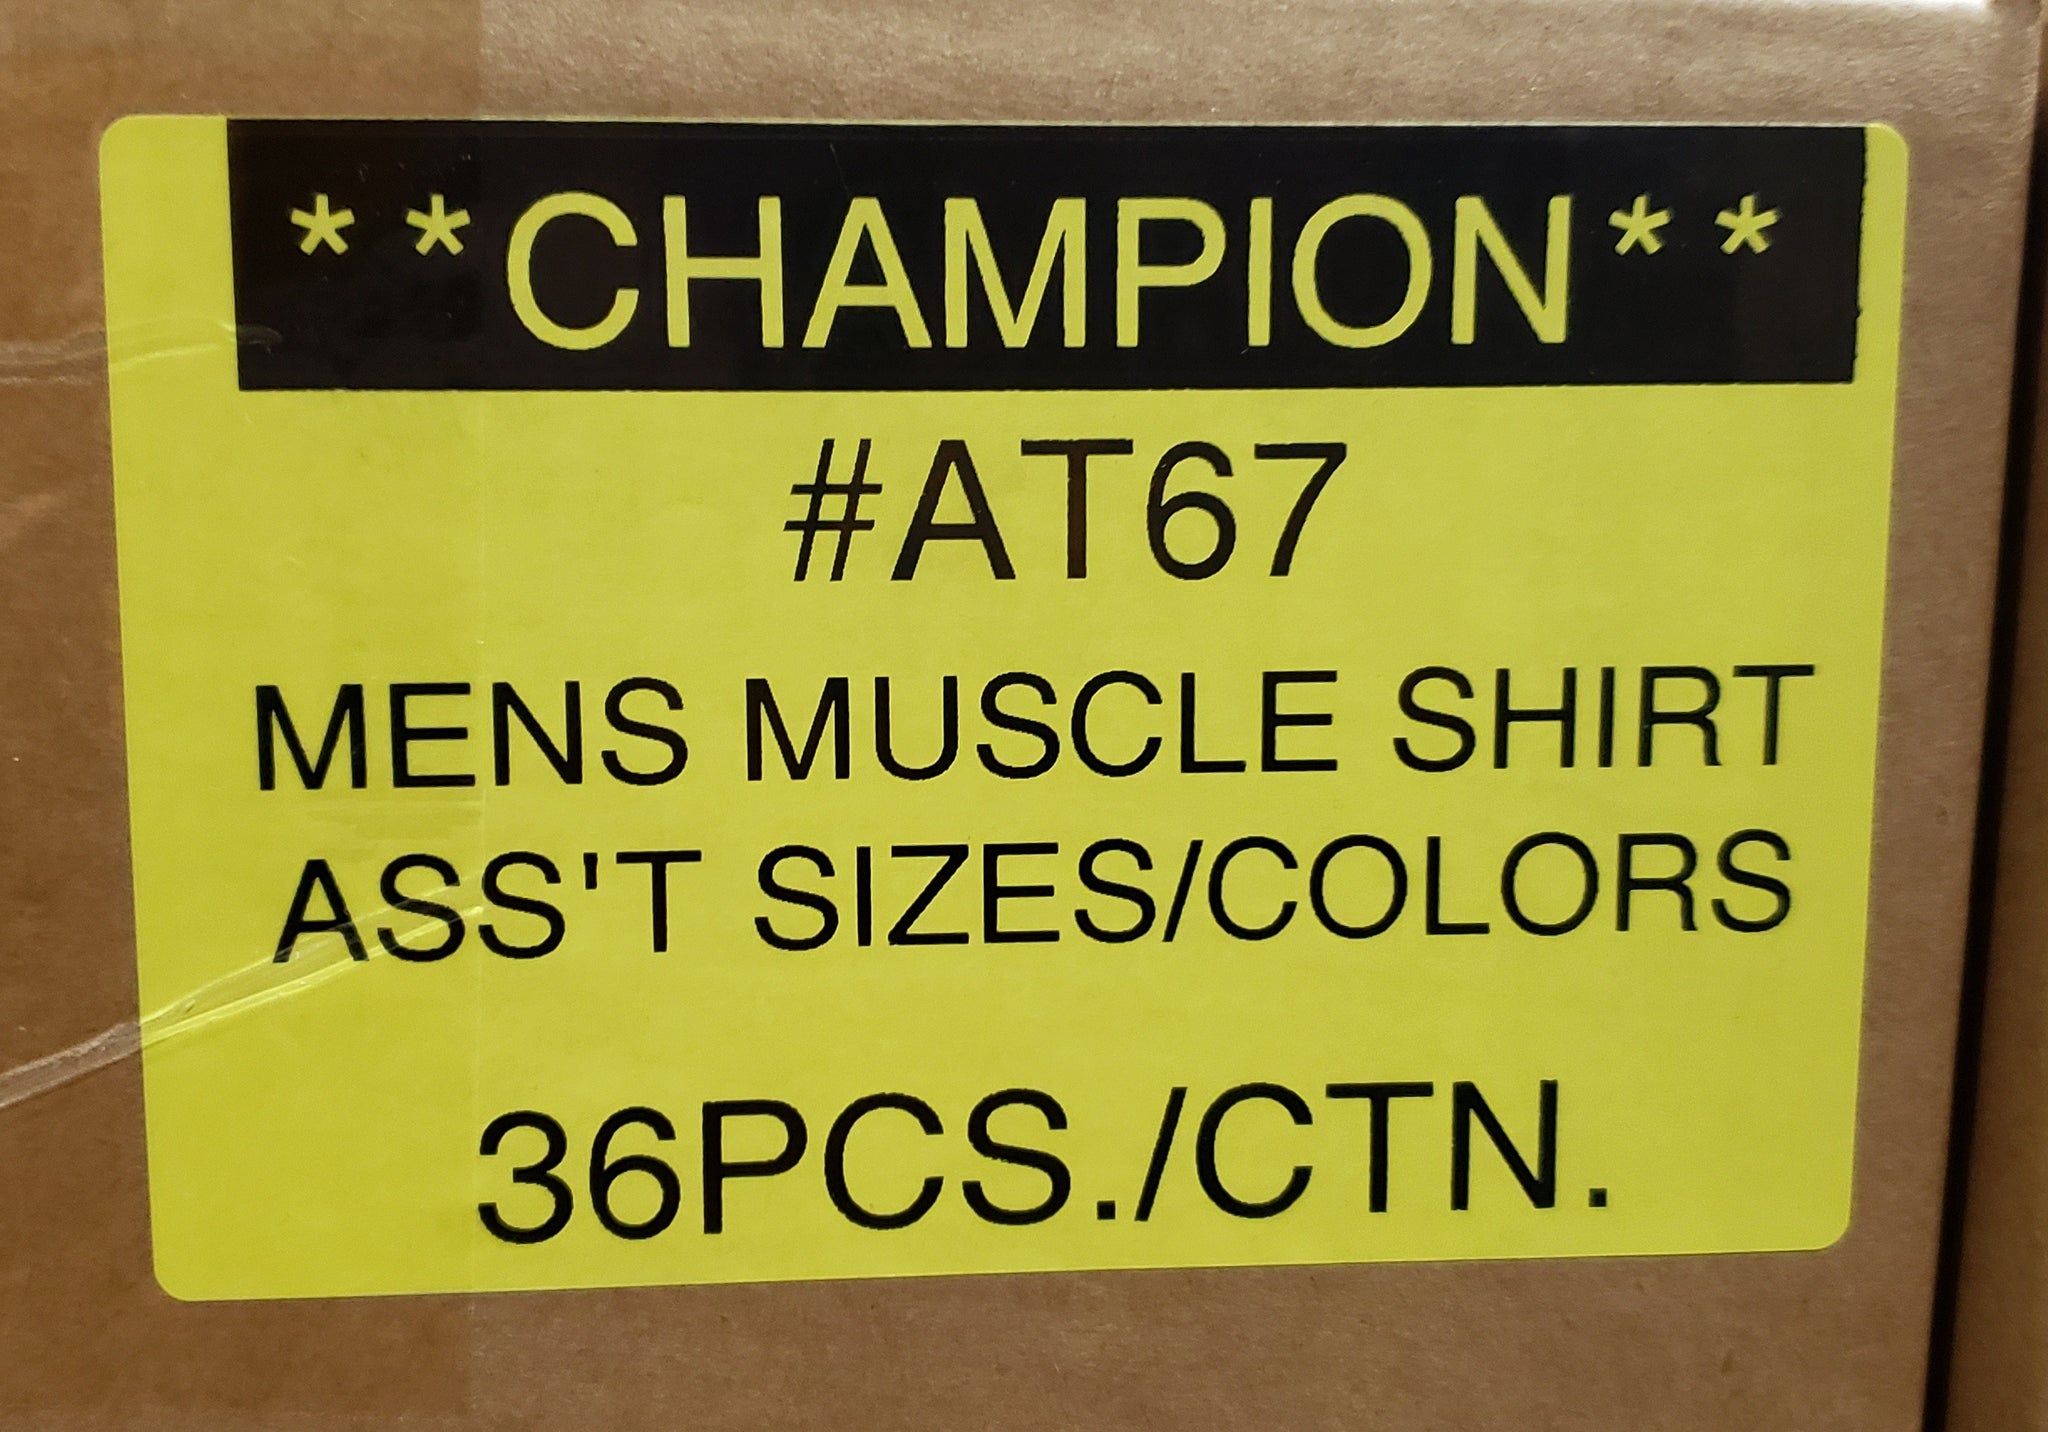 **CHAMPION**
#AT67
MENS MUSCLE SHIRT
ASS'T SIZES/COLORS
36PCS./CTN.